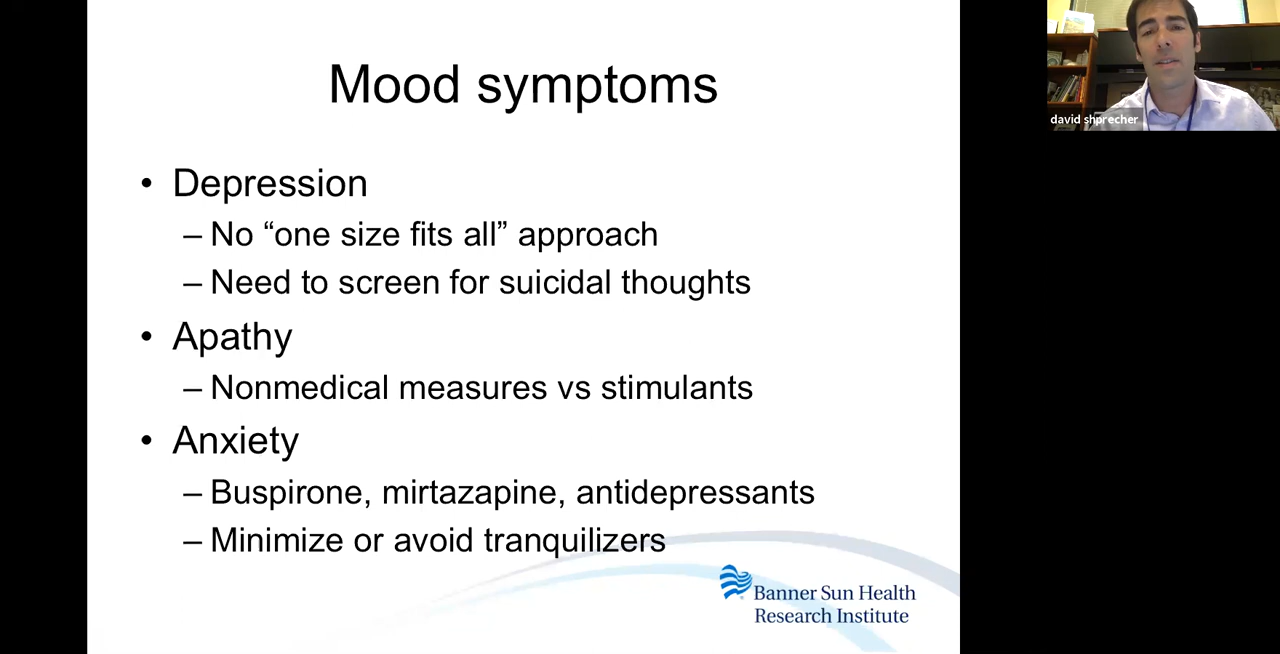 Mood symptoms
david shprecher
• Depression
– No “one size fits all” approach
– Need to screen for suicidal thoughts
• Apathy
– Nonmedical measures vs stimulants
• Anxiety
– Buspirone, mirtazapine, antidepressants
– Minimize or avoid tranquilizers
Banner Sun Health
Research Institute